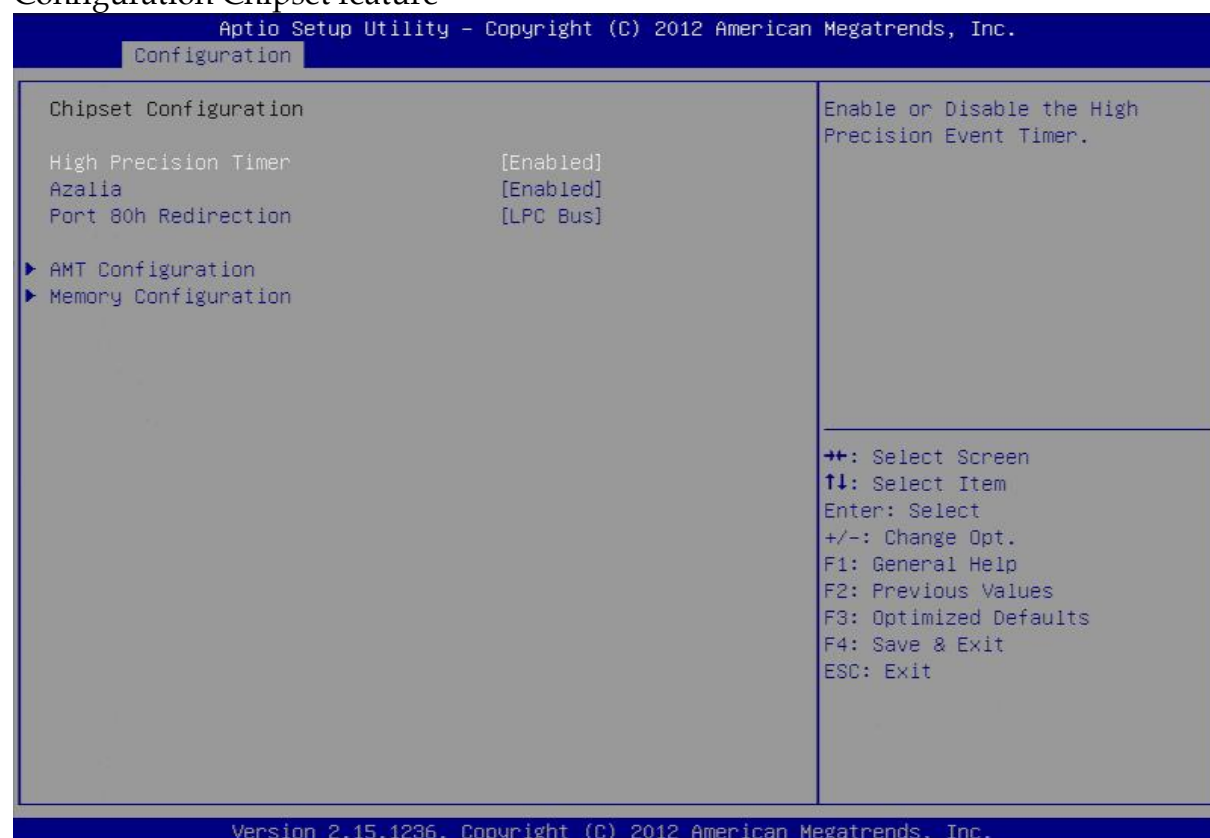 Configuration Chipset feature
Aptio Setup Utility – Copyright (C) 2012 American Megatrends, Inc.
Configuration
Chipset Configuration
High Precision Timer [Enabled]
Azalia [Enabled]
Port 80h Redirection [LPC Bus]
▶ AMT Configuration
▶ Memory Configuration
Enable or Disable the High
Precision Event Timer.
→←: Select Screen
↑↓: Select Item
Enter: Select
+/-: Change Opt.
F1: General Help
F2: Previous Values
F3: Optimized Defaults
F4: Save & Exit
ESC: Exit
Version 2.15.1236. Copyright (C) 2012 American Megatrends, Inc.